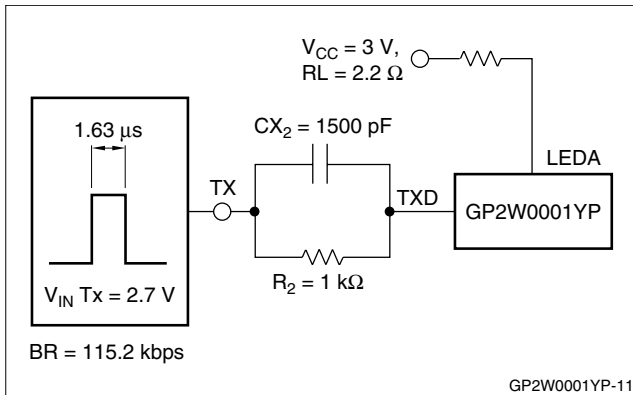 V_CC = 3 V,
RL = 2.2 Ω
1.63 µs
CX₂ = 1500 pF
LEDA
TX
TXD
GP2W0001YP
V_IN Tx = 2.7 V
R₂ = 1 kΩ
BR = 115.2 kbps
GP2W0001YP-11